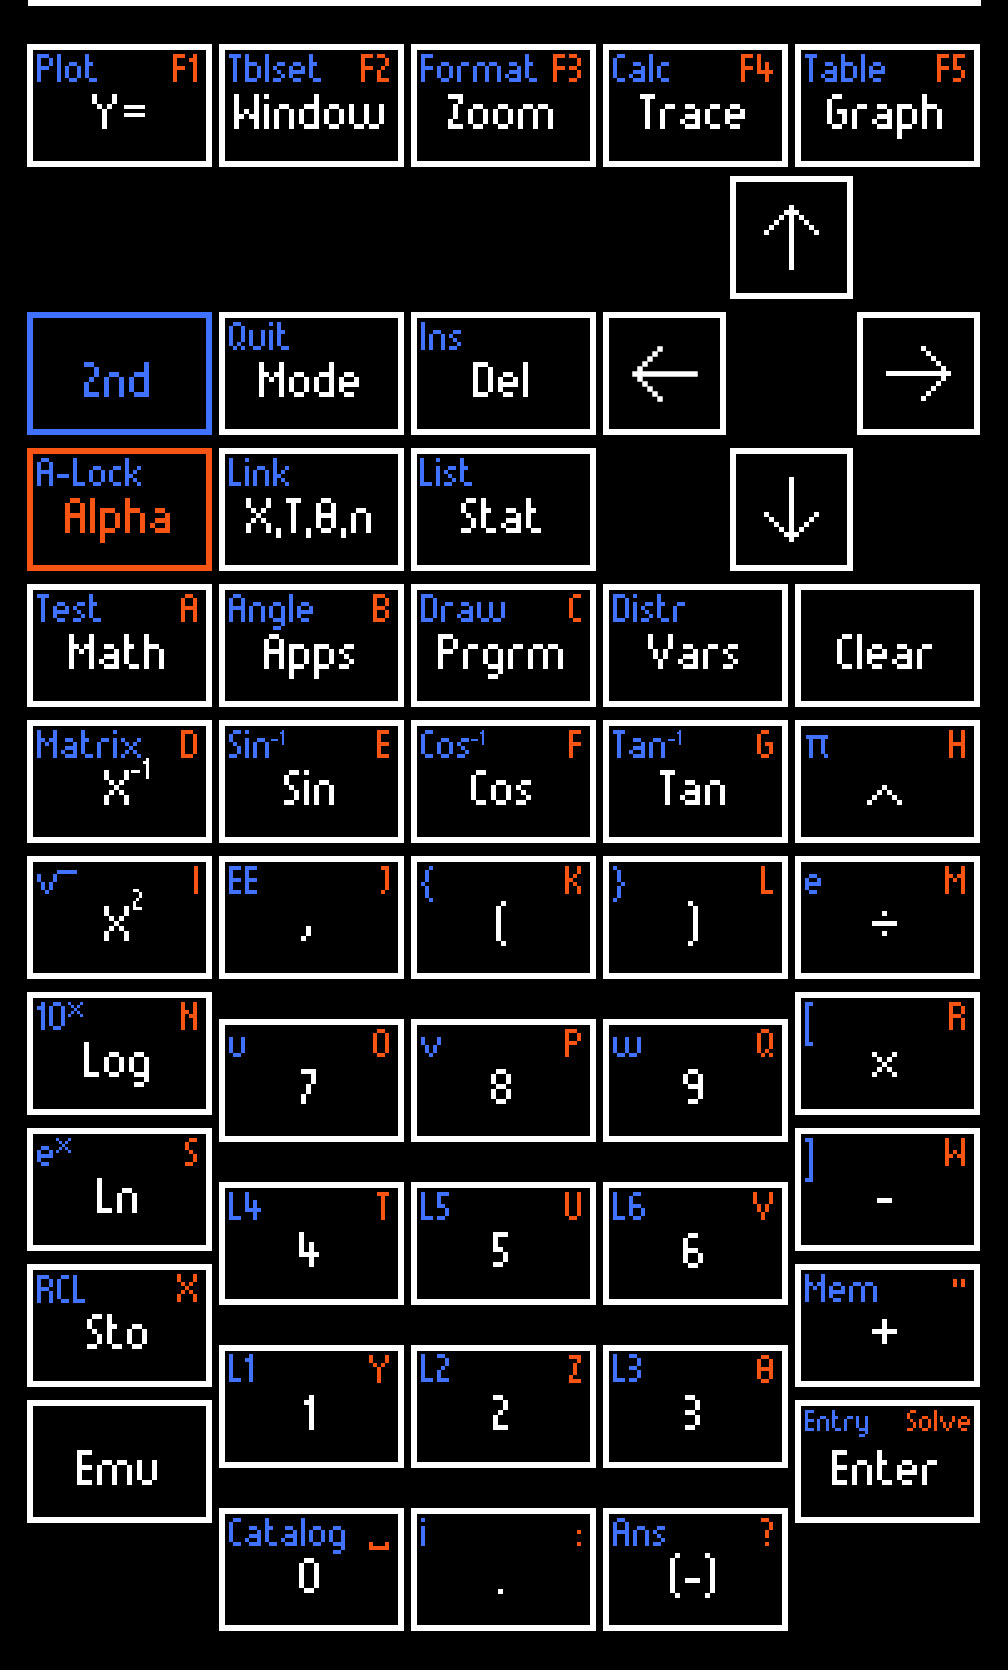 Plot F1 Tblset F2 Format F3 Calc F4 Table F5
Y= Window Zoom Trace Graph
↑
Quit Ins
2nd Mode Del ← →
A-Lock Link List
Alpha X,T,θ,n Stat ↓
Test A Angle B Draw C Distr
Math Apps Prgrm Vars Clear
Matrix D Sin⁻¹ E Cos⁻¹ F Tan⁻¹ G π H
X⁻¹ Sin Cos Tan ^
√‾ I EE J { K } L e M
X² , ( ) ÷
10ˣ N [ R
Log x
u O v P w Q
7 8 9
eˣ S ] W
Ln -
L4 T L5 U L6 V
4 5 6
RCL X Mem "
Sto +
L1 Y L2 Z L3 θ
1 2 3
Entry Solve
Emu Enter
Catalog ␣ i : Ans ?
0 . (-)